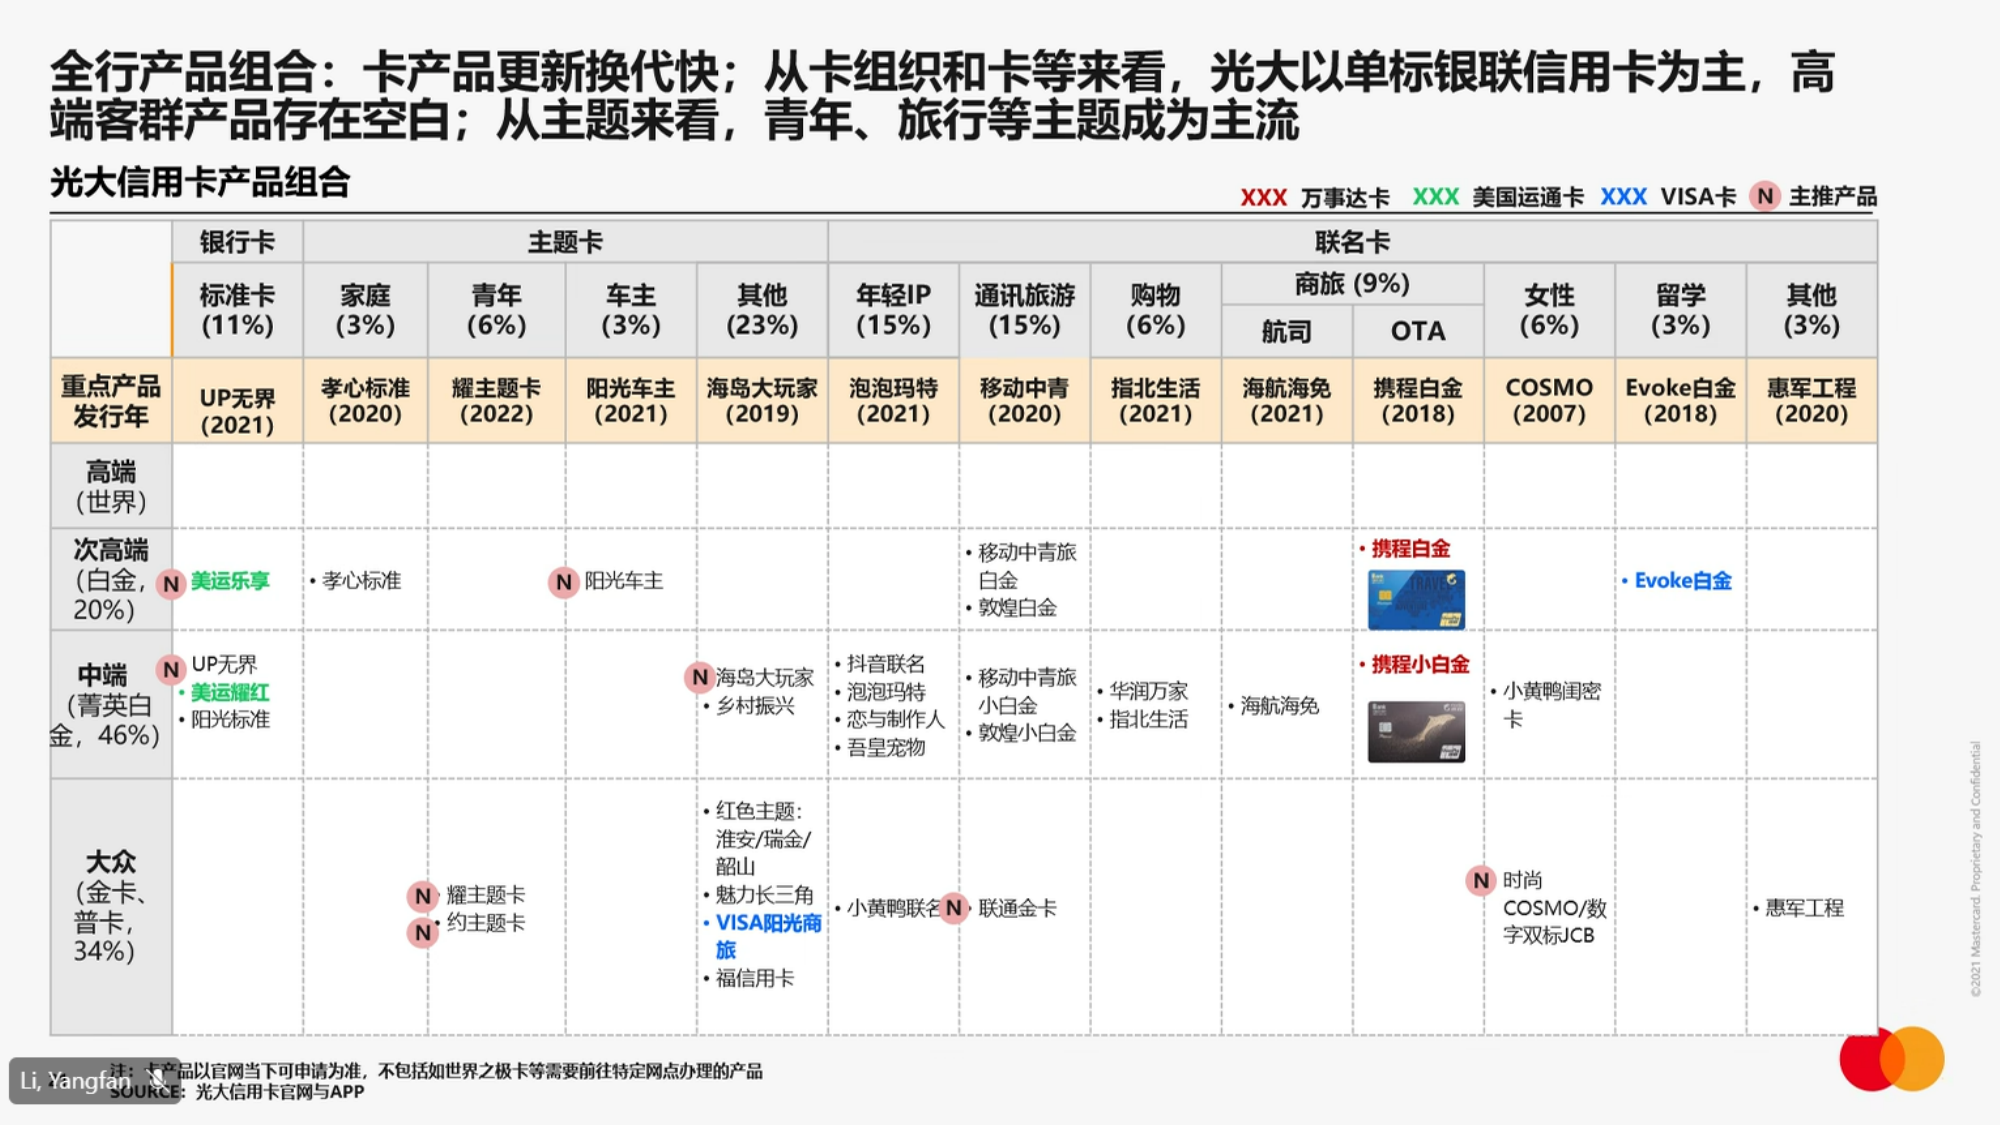 全行产品组合：卡产品更新换代快；从卡组织和卡等来看，光大以单标银联信用卡为主，高
端客群产品存在空白；从主题来看，青年、旅行等主题成为主流
光大信用卡产品组合
XXX 万事达卡 XXX 美国运通卡 XXX VISA卡 N 主推产品
银行卡 主题卡 联名卡
标准卡
(11%)
家庭
(3%)
青年
(6%)
车主
(3%)
其他
(23%)
年轻IP
(15%)
通讯旅游
(15%)
购物
(6%)
商旅 (9%)
航司 OTA
女性
(6%)
留学
(3%)
其他
(3%)
重点产品
发行年
UP无界
(2021)
孝心标准
(2020)
耀主题卡
(2022)
阳光车主
(2021)
海岛大玩家
(2019)
泡泡玛特
(2021)
移动中青
(2020)
指北生活
(2021)
海航海免
(2021)
携程白金
(2018)
COSMO
(2007)
Evoke白金
(2018)
惠军工程
(2020)
高端
（世界）
次高端
（白金，
20%）
N 美运乐享
• 孝心标准
N 阳光车主
• 移动中青旅
白金
• 敦煌白金
• 携程白金
TRAVEL
• Evoke白金
中端
（菁英白
金，46%）
N UP无界
• 美运耀红
• 阳光标准
N 海岛大玩家
• 乡村振兴
• 抖音联名
• 泡泡玛特
• 恋与制作人
• 吾皇宠物
• 移动中青旅
小白金
• 敦煌小白金
• 华润万家
• 指北生活
• 海航海免
• 携程小白金
• 小黄鸭闺密
卡
大众
（金卡、
普卡，
34%）
N 耀主题卡
N • 约主题卡
• 红色主题：
淮安/瑞金/
韶山
• 魅力长三角
• VISA阳光商
旅
• 福信用卡
• 小黄鸭联名
N • 联通金卡
N 时尚
COSMO/数
字双标JCB
• 惠军工程
注：卡产品以官网当下可申请为准，不包括如世界之极卡等需要前往特定网点办理的产品
SOURCE：光大信用卡官网与APP
Li, Yangfan
©2021 Mastercard. Proprietary and Confidential